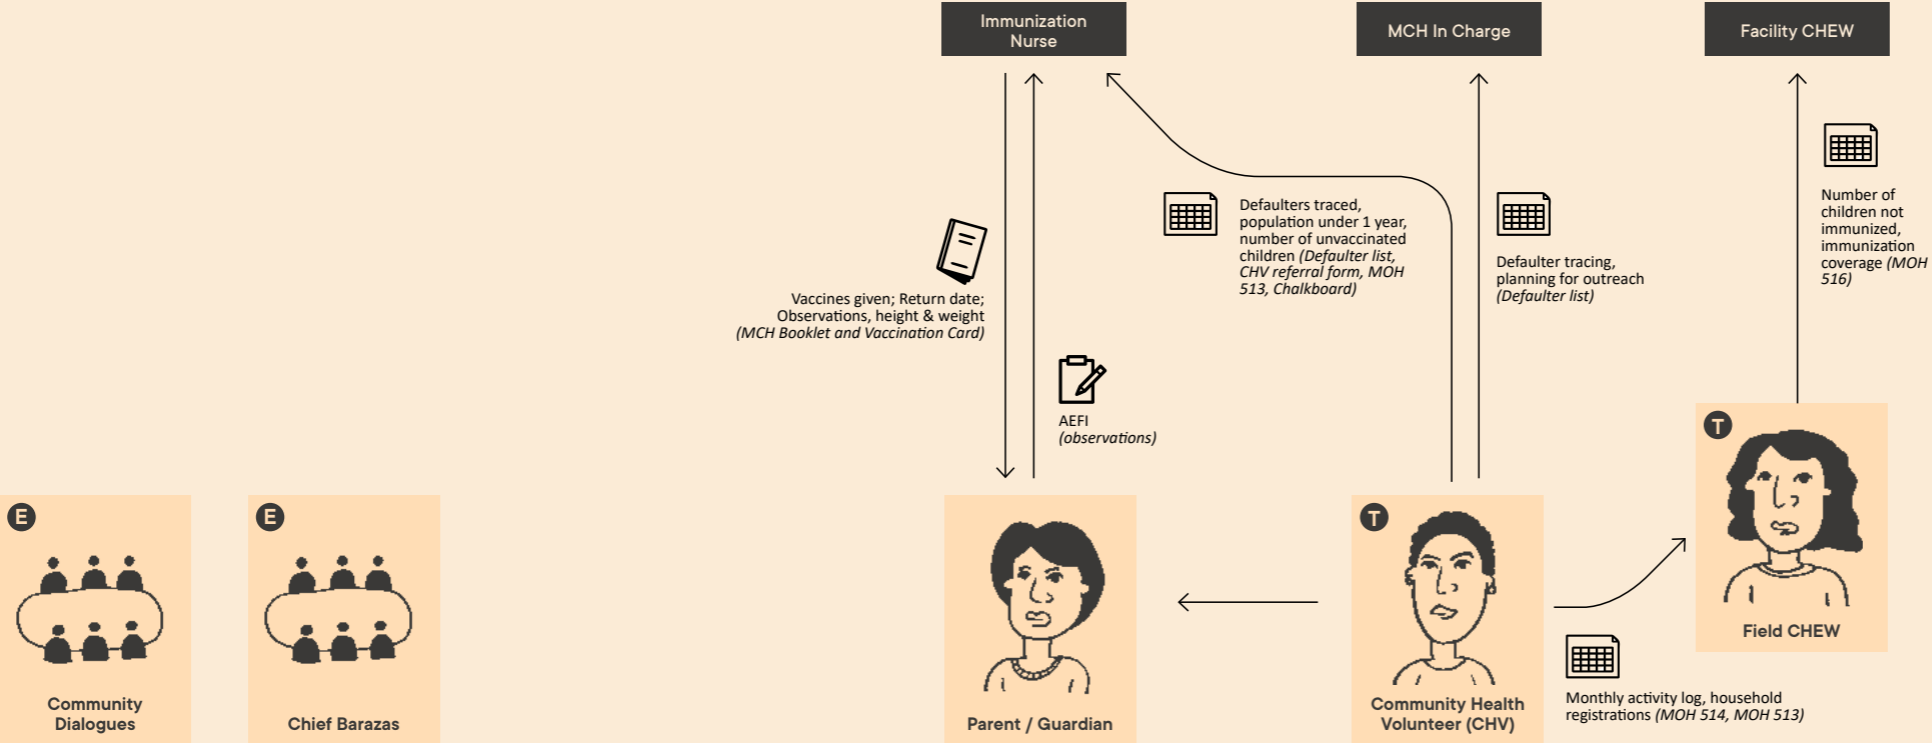 Immunization
Nurse
MCH In Charge
Facility CHEW
Number of
children not
immunized,
immunization
coverage (MOH
516)
Defaulters traced,
population under 1 year,
number of unvaccinated
children (Defaulter list,
CHV referral form, MOH
513, Chalkboard)
Defaulter tracing,
planning for outreach
(Defaulter list)
Vaccines given; Return date;
Observations, height & weight
(MCH Booklet and Vaccination Card)
AEFI
(observations)
E
Community
Dialogues
E
Chief Barazas
Parent / Guardian
T
Community Health
Volunteer (CHV)
T
Field CHEW
Monthly activity log, household
registrations (MOH 514, MOH 513)